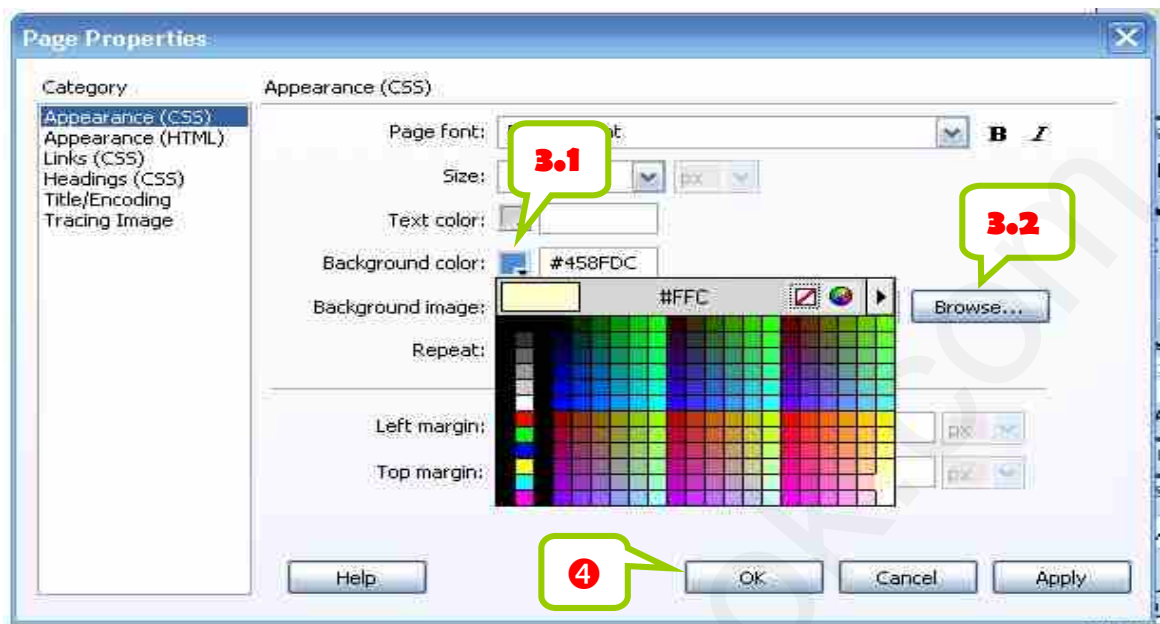 Page Properties
Category
Appearance (CSS)
Appearance (CSS)
Appearance (HTML)
Links (CSS)
Headings (CSS)
Title/Encoding
Tracing Image
Page font:
B I
3.1
Size:
px
Text color:
3.2
Background color: #458FDC
#FFC
Background image:
Browse...
Repeat:
Left margin:
px
Top margin:
px
Help
4
OK
Cancel
Apply